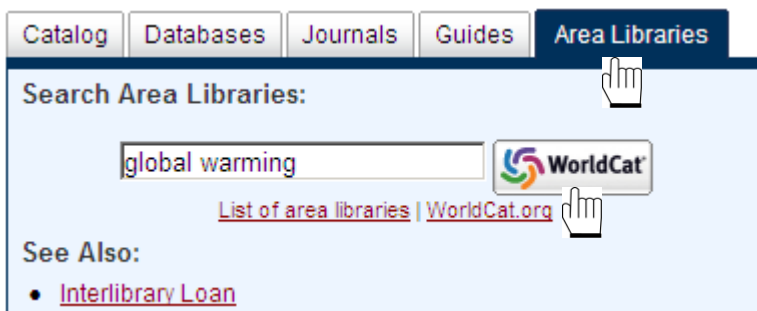 Catalog Databases Journals Guides Area Libraries
Search Area Libraries:
global warming WorldCat
List of area libraries | WorldCat.org
See Also:
• Interlibrary Loan